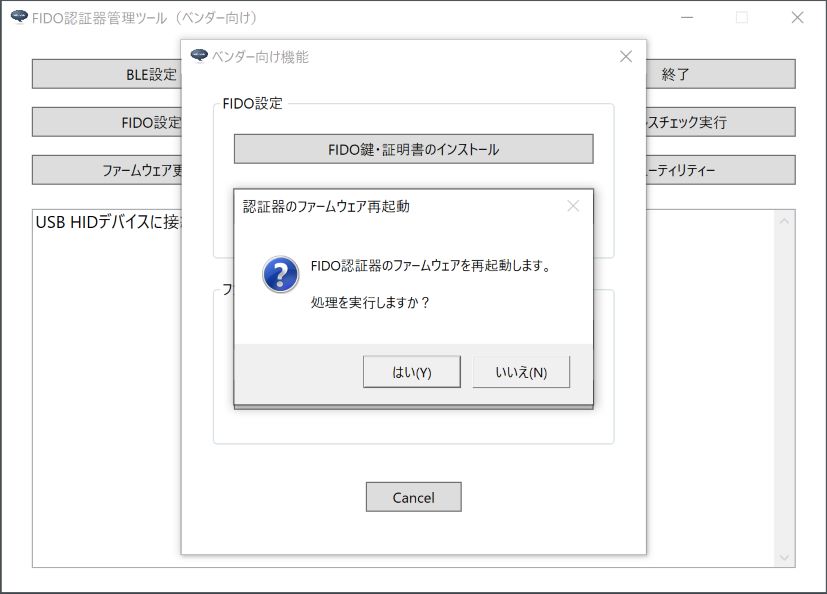 FIDO認証器管理ツール（ベンダー向け）
ベンダー向け機能
BLE設定
終了
FIDO設定
FIDO設定
スチェック実行
FIDO鍵・証明書のインストール
ファームウェア更
ーティリティー
認証器のファームウェア再起動
USB HIDデバイスに接
FIDO認証器のファームウェアを再起動します。
処理を実行しますか？
はい(Y)
いいえ(N)
Cancel